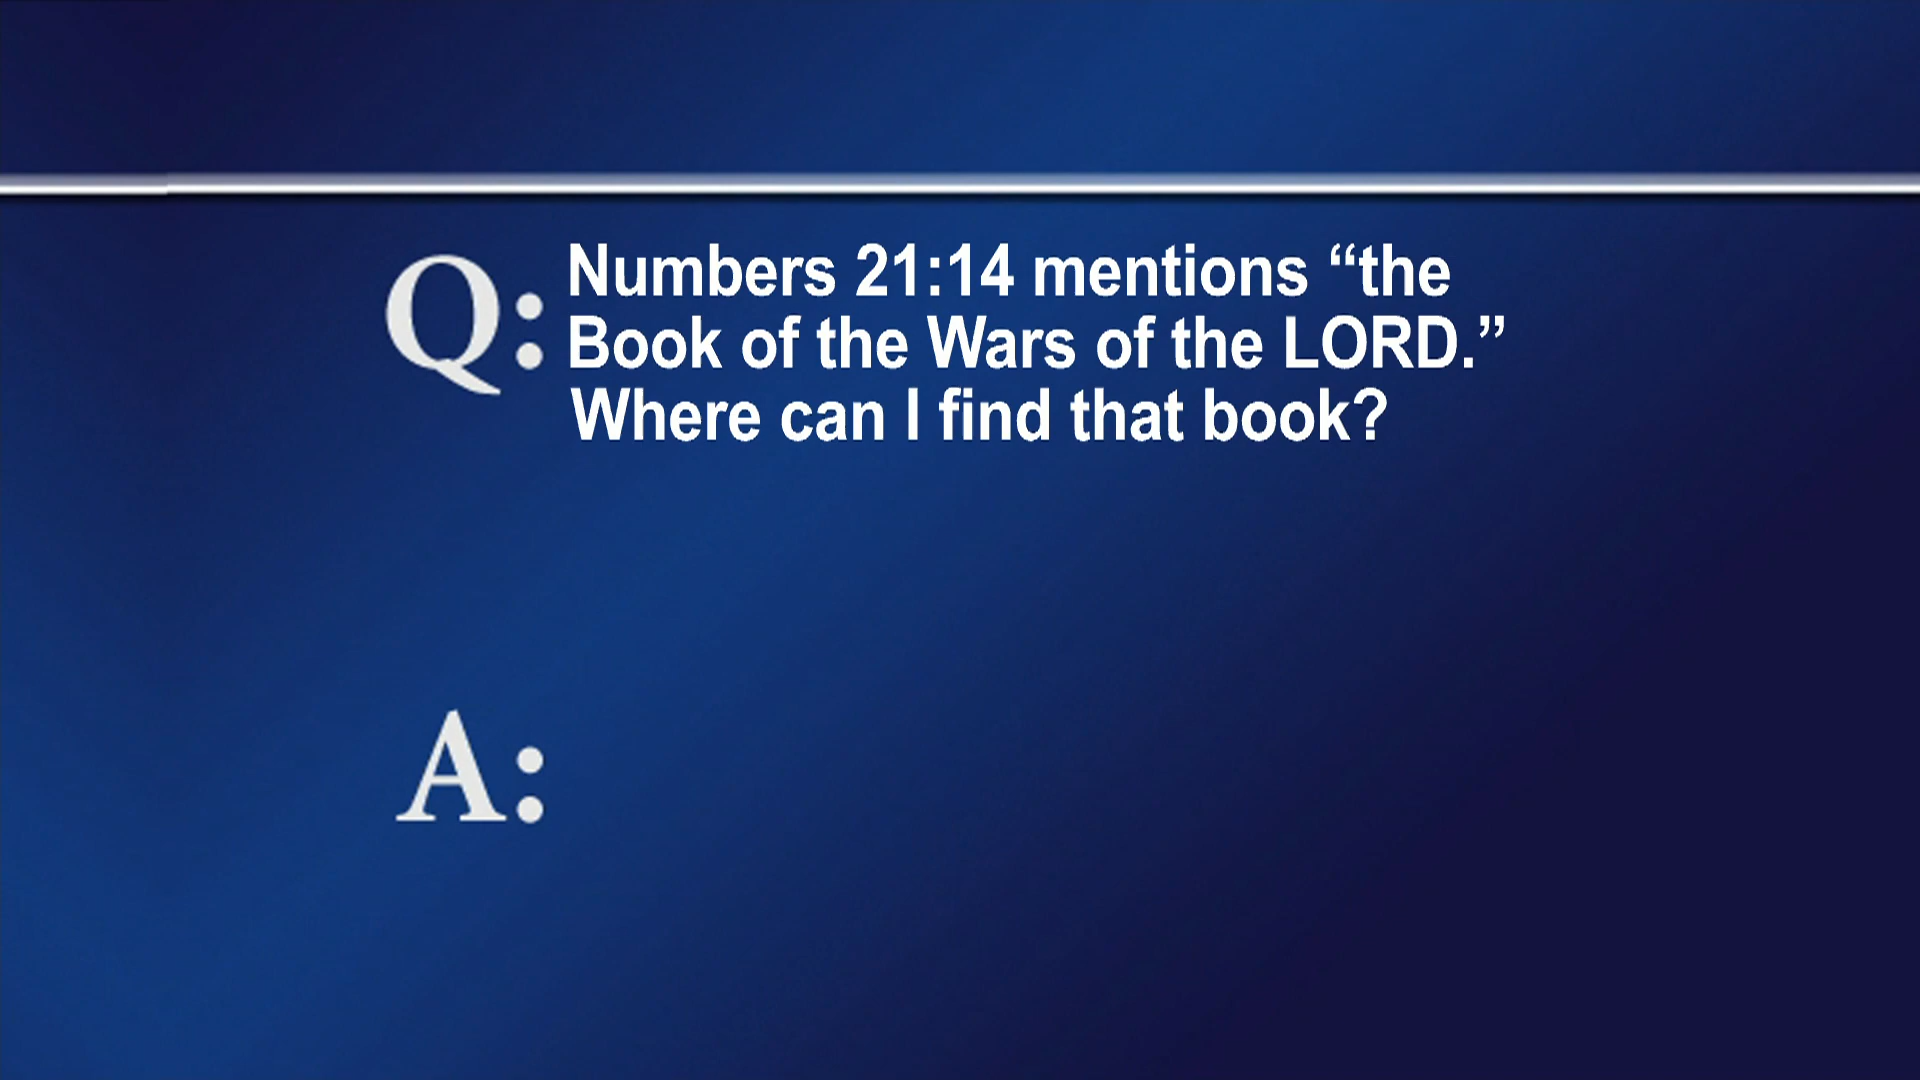 Q: Numbers 21:14 mentions “the
Book of the Wars of the LORD.”
Where can I find that book?
A: